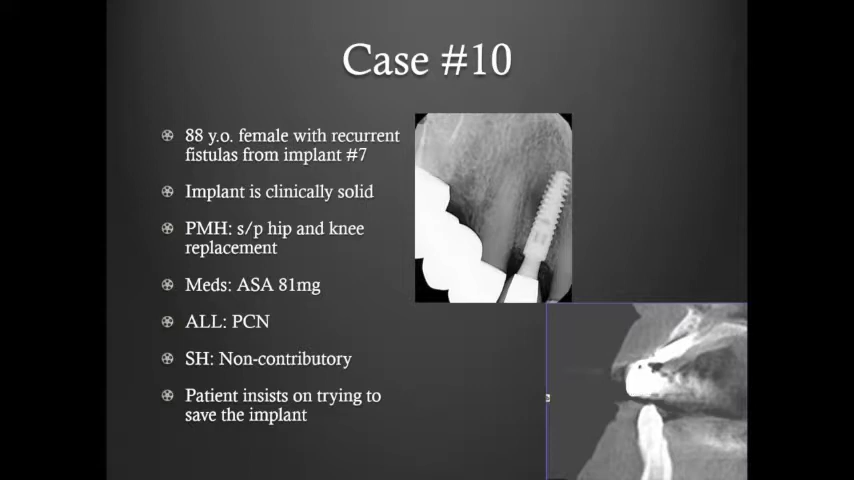 Case #10
88 y.o. female with recurrent
fistulas from implant #7
Implant is clinically solid
PMH: s/p hip and knee
replacement
Meds: ASA 81mg
ALL: PCN
SH: Non-contributory
Patient insists on trying to
save the implant